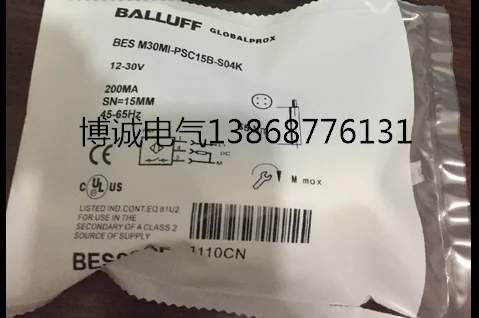 BALLUFF GLOBALPROX
BES M30MI-PSC15B-S04K
12-30V
200MA
SN=15MM
45-65Hz
博诚电气13868776131
CE
DC
C UL US
M max
LISTED IND.CONT.EQ 81U2
FOR USE IN THE
SECONDARY OF A CLASS 2
SOURCE OF SUPPLY
110CN